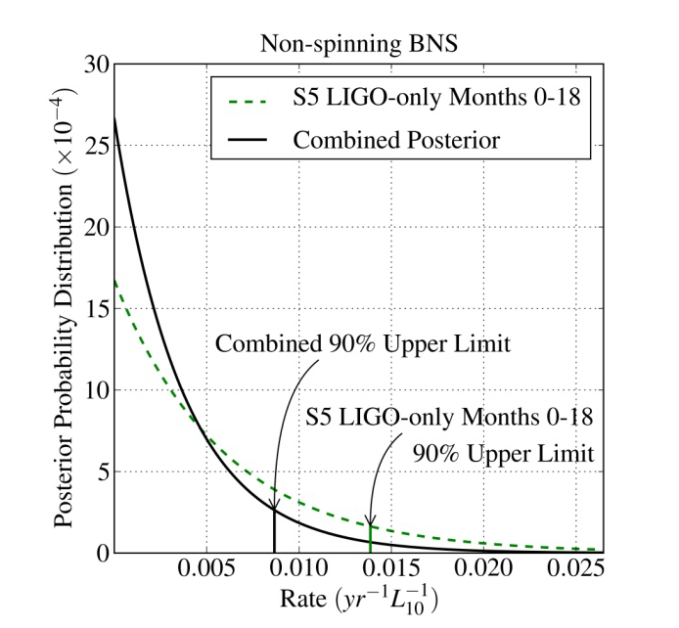 Non-spinning BNS
Posterior Probability Distribution (×10⁻⁴)
30
25
20
15
10
5
0
S5 LIGO-only Months 0-18
Combined Posterior
Combined 90% Upper Limit
S5 LIGO-only Months 0-18
90% Upper Limit
0.005 0.010 0.015 0.020 0.025
Rate (yr⁻¹L₁₀⁻¹)